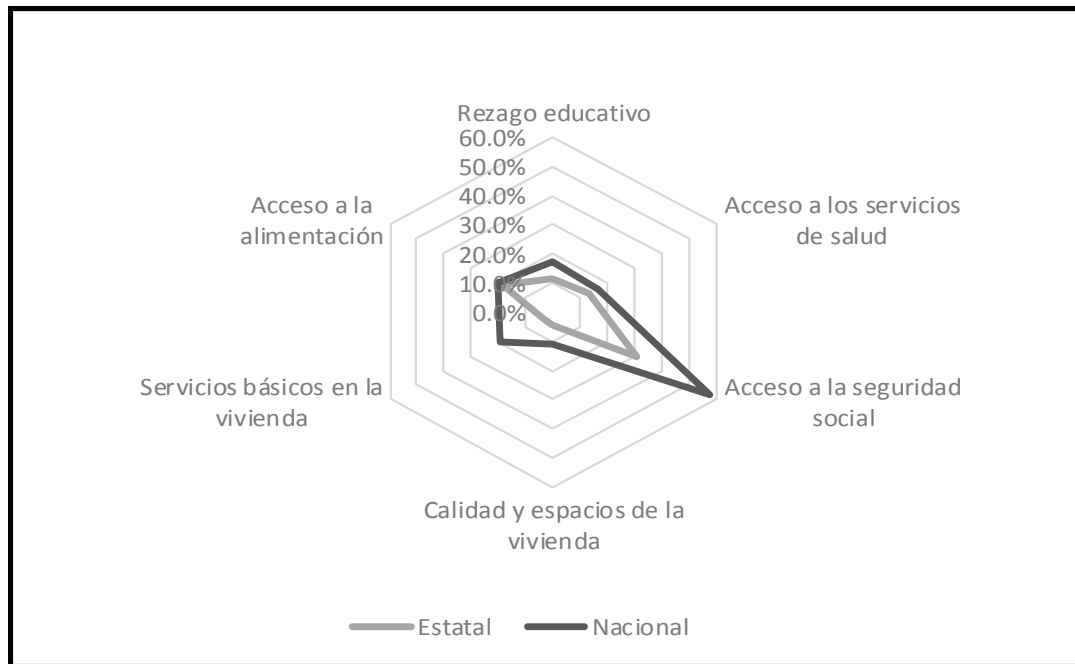 Rezago educativo
60.0%
50.0%
40.0%
30.0%
20.0%
10.0%
0.0%
Acceso a los servicios
de salud
Acceso a la seguridad
social
Calidad y espacios de la
vivienda
Servicios básicos en la
vivienda
Acceso a la
alimentación
Estatal
Nacional